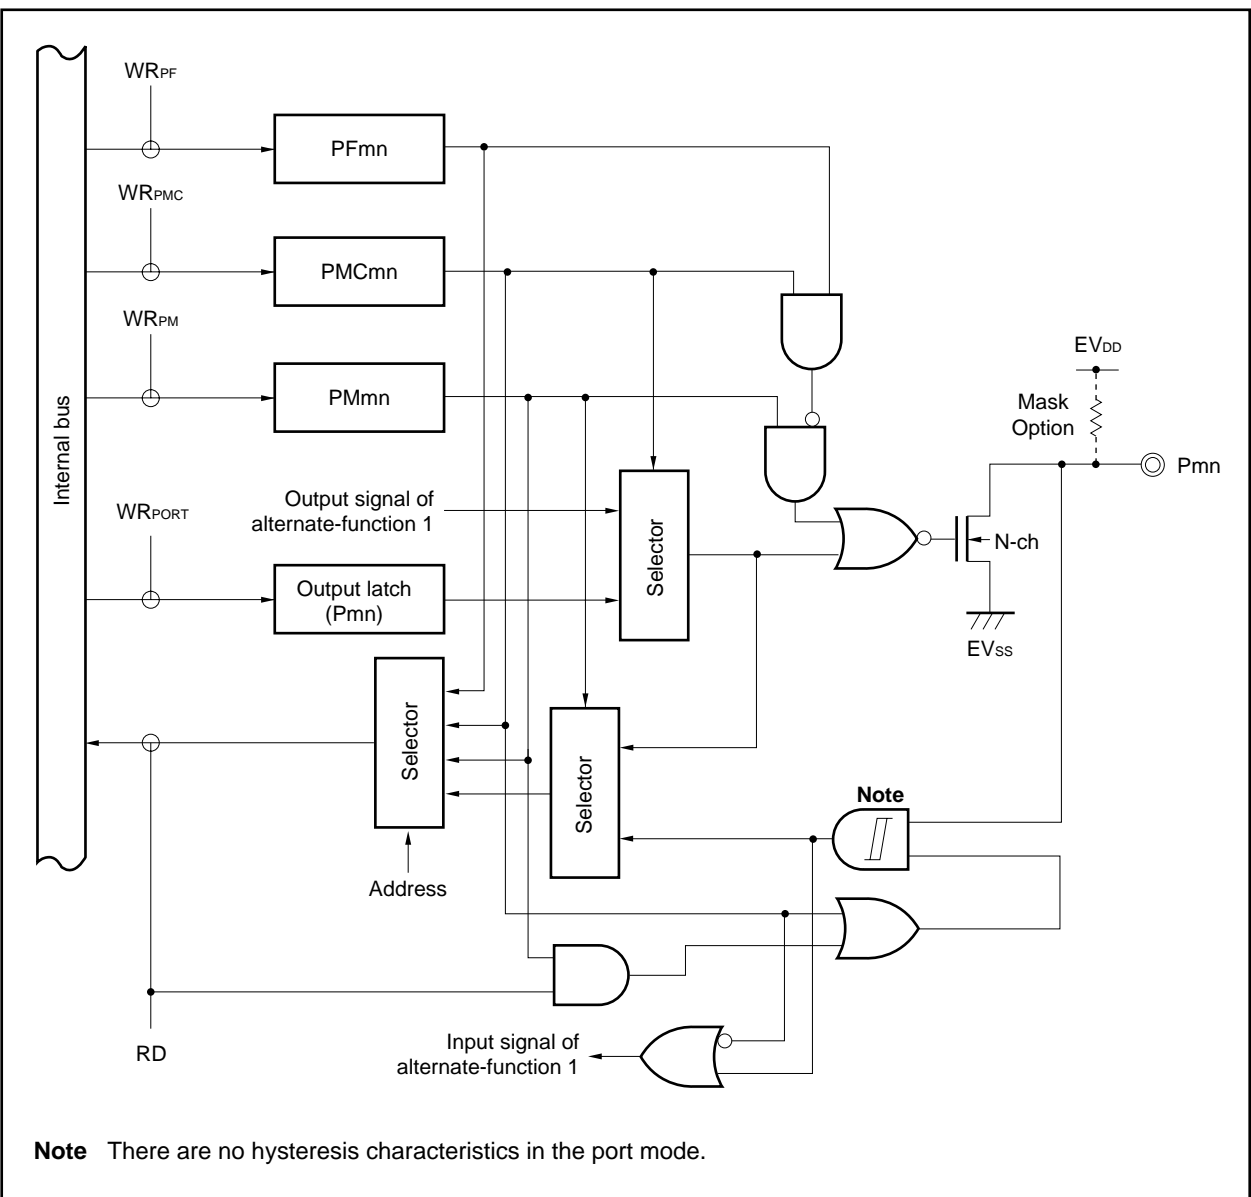 WRPF
PFmn
WRPMC
PMCmn
WRPM
PMmn
EVDD
Mask
Option
Pmn
Internal bus
WRPORT
Output signal of
alternate-function 1
Selector
N-ch
Output latch
(Pmn)
EVSS
Selector
Selector
Note
Address
RD
Input signal of
alternate-function 1
Note There are no hysteresis characteristics in the port mode.